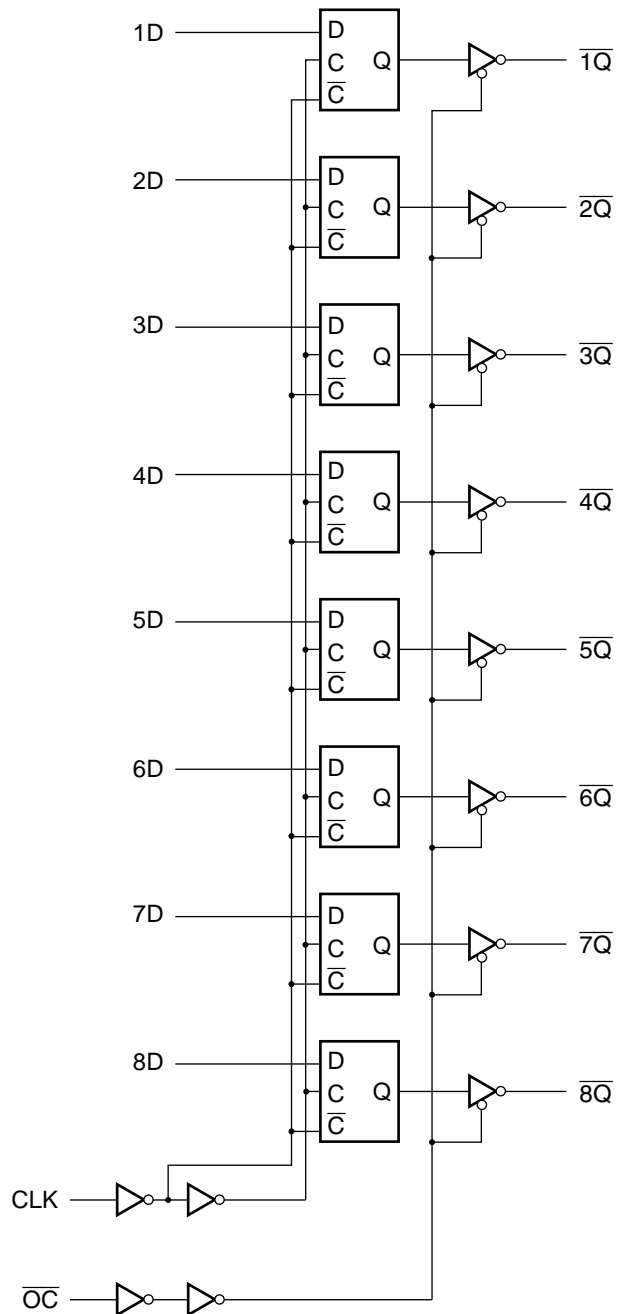 1D D C Q C̅ 1̅Q̅
2D D C Q C̅ 2̅Q̅
3D D C Q C̅ 3̅Q̅
4D D C Q C̅ 4̅Q̅
5D D C Q C̅ 5̅Q̅
6D D C Q C̅ 6̅Q̅
7D D C Q C̅ 7̅Q̅
8D D C Q C̅ 8̅Q̅
CLK
O̅C̅